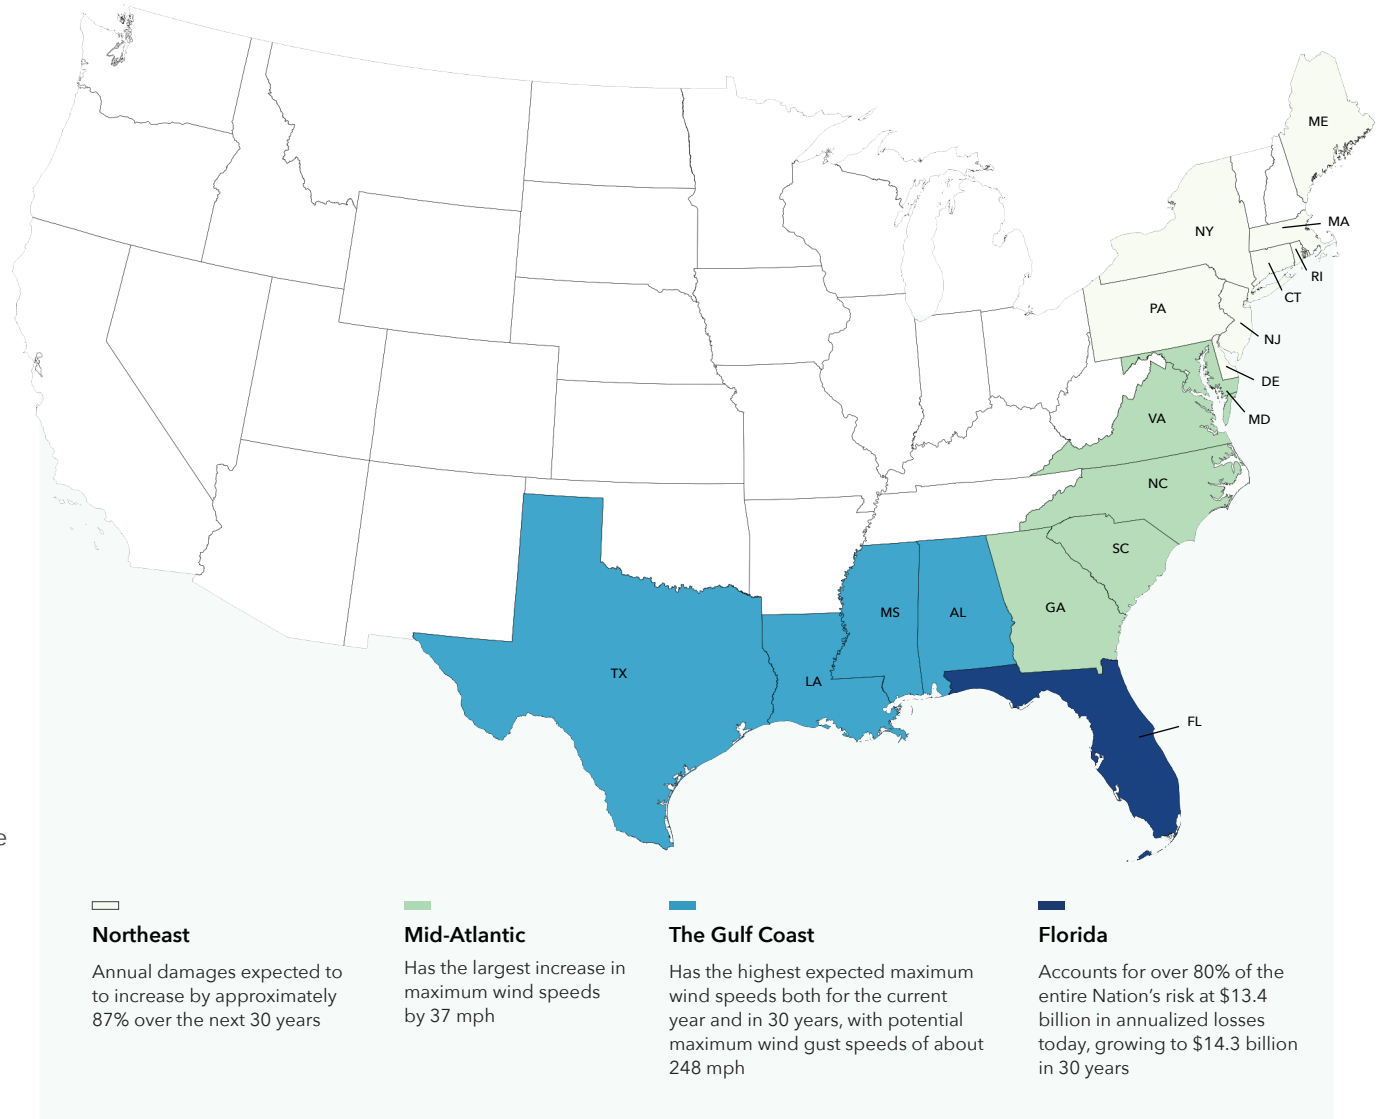 ME
MA
NY
RI
CT
PA
NJ
DE
MD
VA
NC
SC
MS
AL
GA
TX
LA
FL
e
Northeast
Annual damages expected to
to increase by approximately
87% over the next 30 years
Mid-Atlantic
Has the largest increase in
maximum wind speeds
by 37 mph
The Gulf Coast
Has the highest expected maximum
wind speeds both for the current
year and in 30 years, with potential
maximum wind gust speeds of about
248 mph
Florida
Accounts for over 80% of the
entire Nation’s risk at $13.4
billion in annualized losses
today, growing to $14.3 billion
in 30 years